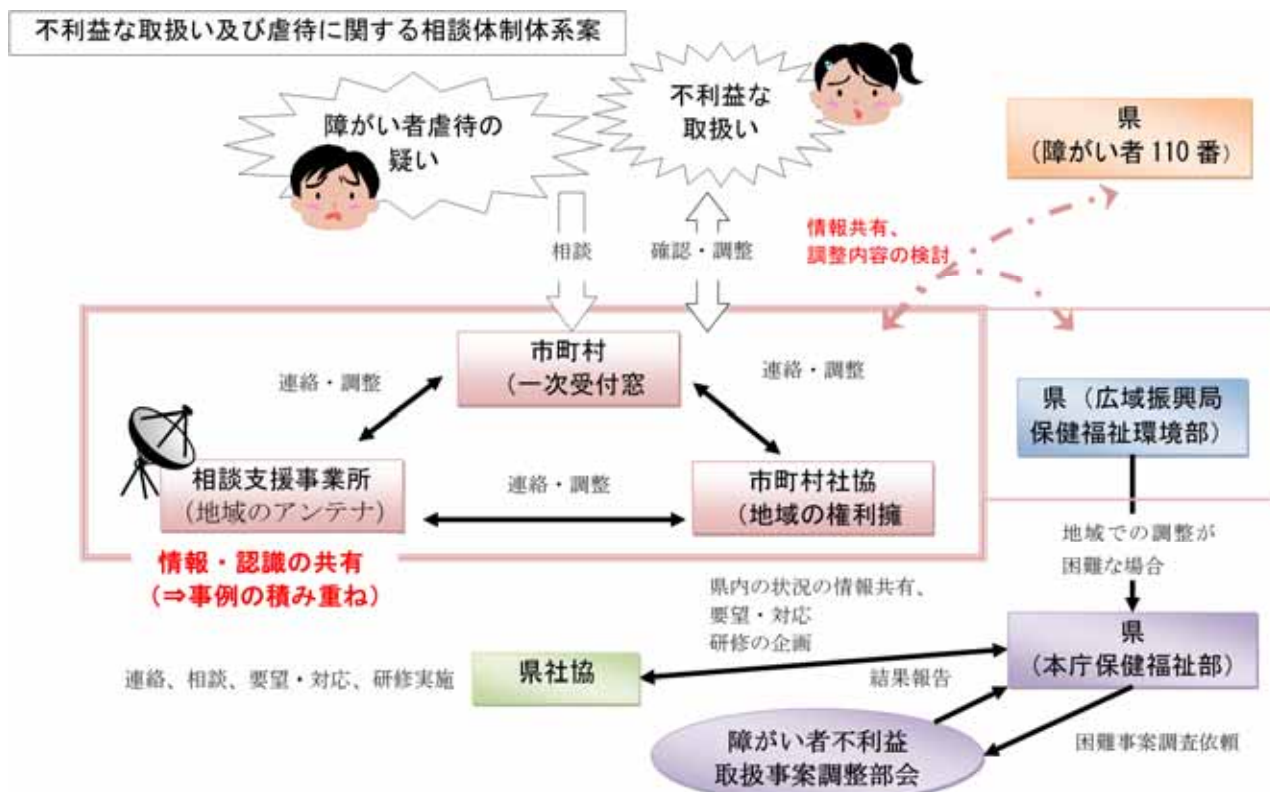 不利益な取扱い及び虐待に関する相談体制体系案
障がい者虐待の
疑い
不利益な
取扱い
県
（障がい者 110 番）
相談
確認・調整
情報共有、
調整内容の検討
市町村
（一次受付窓
連絡・調整
連絡・調整
相談支援事業所
（地域のアンテナ）
連絡・調整
市町村社協
（地域の権利擁
県（広域振興局
保健福祉環境部）
情報・認識の共有
（⇒事例の積み重ね）
地域での調整が
困難な場合
県内の状況の情報共有、
要望・対応
研修の企画
県
（本庁保健福祉部）
連絡、相談、要望・対応、研修実施
県社協
結果報告
障がい者不利益
取扱事案調整部会
困難事案調査依頼